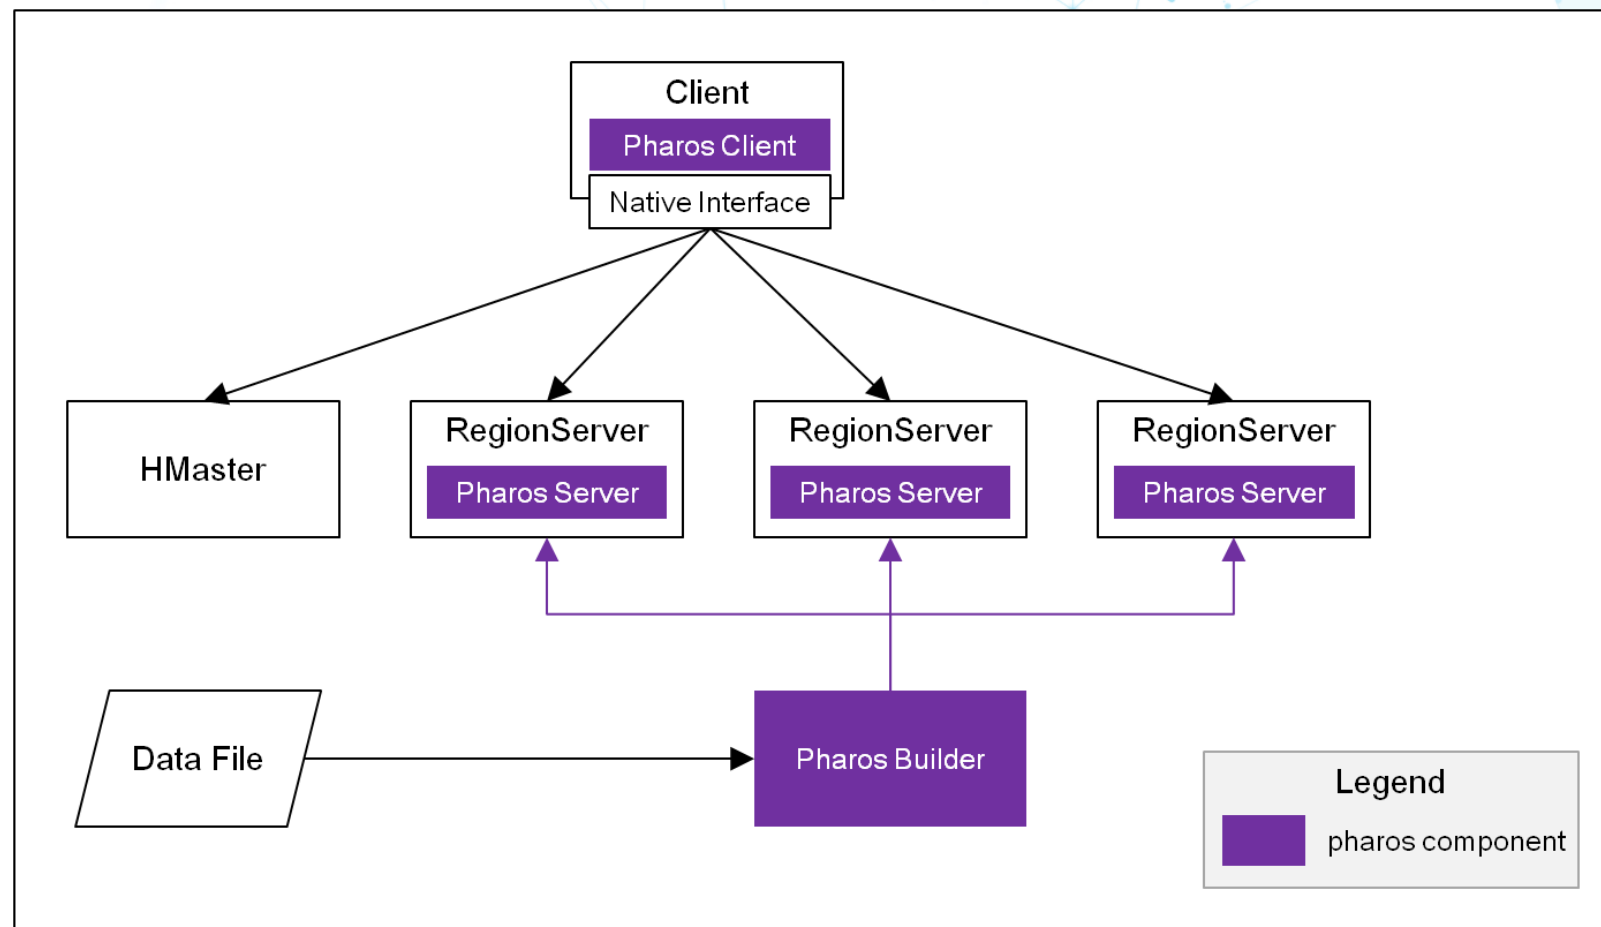 Client
Pharos Client
Native Interface
HMaster
RegionServer
Pharos Server
RegionServer
Pharos Server
RegionServer
Pharos Server
Data File
Pharos Builder
Legend
pharos component